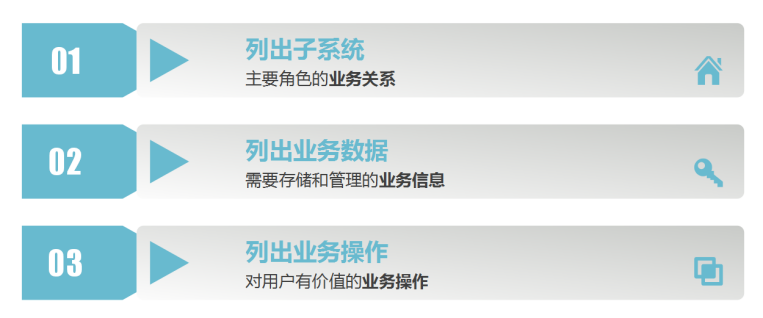 01
列出子系统
主要角色的业务关系
02
列出业务数据
需要存储和管理的业务信息
03
列出业务操作
对用户有价值的业务操作